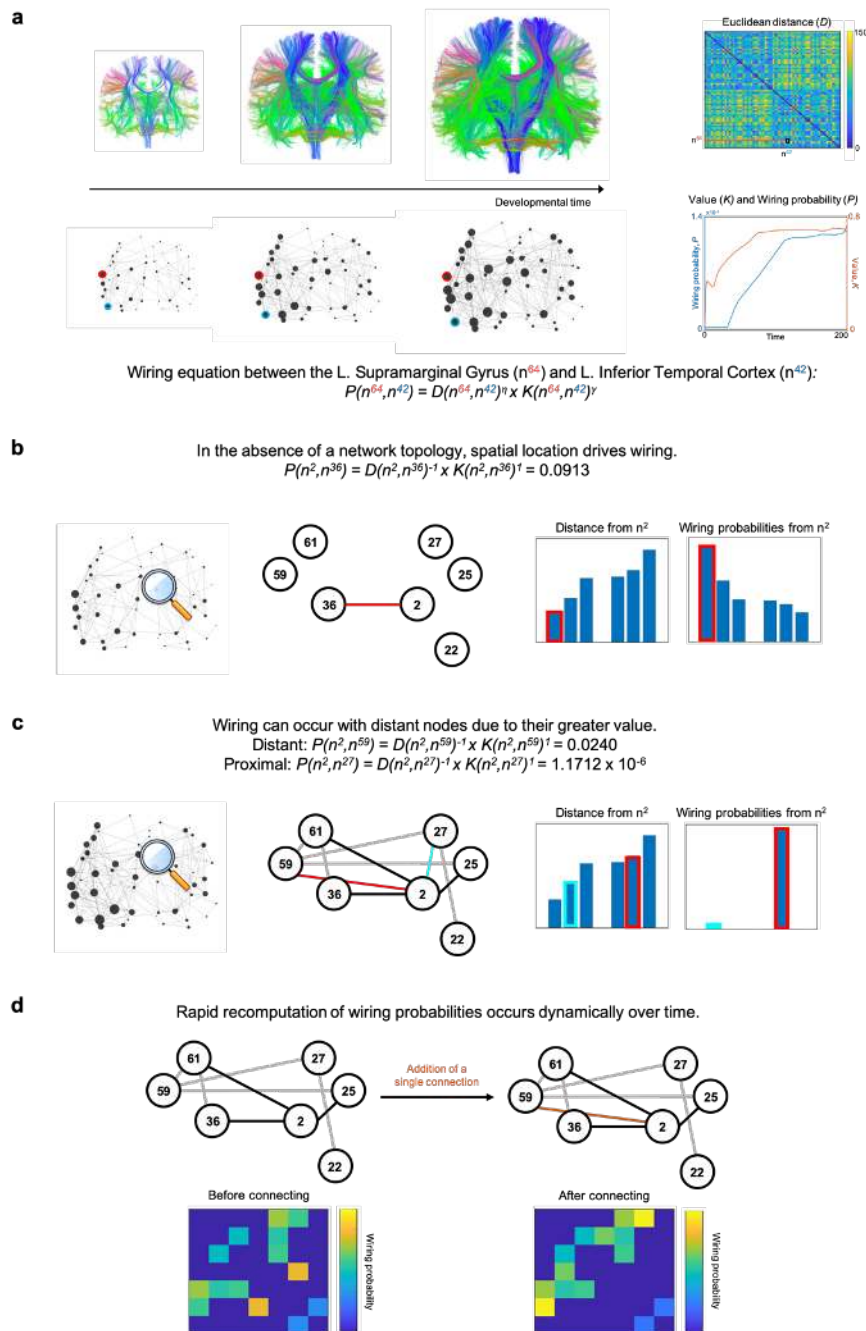 a
Euclidean distance (D)
150
0
n64
n42
Developmental time
Value (K) and Wiring probability (P)
1.4
0.8
Wiring probability, P
Value, K
0
0
0
200
Time
Wiring equation between the L. Supramarginal Gyrus (n64) and L. Inferior Temporal Cortex (n42):
P(n64,n42) = D(n64,n42)η x K(n64,n42)γ
b
In the absence of a network topology, spatial location drives wiring.
P(n2,n36) = D(n2,n36)-1 x K(n2,n36)1 = 0.0913
Distance from n2
Wiring probabilities from n2
61
27
59
25
36
2
22
c
Wiring can occur with distant nodes due to their greater value.
Distant: P(n2,n59) = D(n2,n59)-1 x K(n2,n59)1 = 0.0240
Proximal: P(n2,n27) = D(n2,n27)-1 x K(n2,n27)1 = 1.1712 x 10-6
Distance from n2
Wiring probabilities from n2
61
27
59
25
36
2
22
d
Rapid recomputation of wiring probabilities occurs dynamically over time.
61
27
59
25
36
2
22
Addition of a
single connection
61
27
59
25
36
2
22
Before connecting
Wiring probability
After connecting
Wiring probability